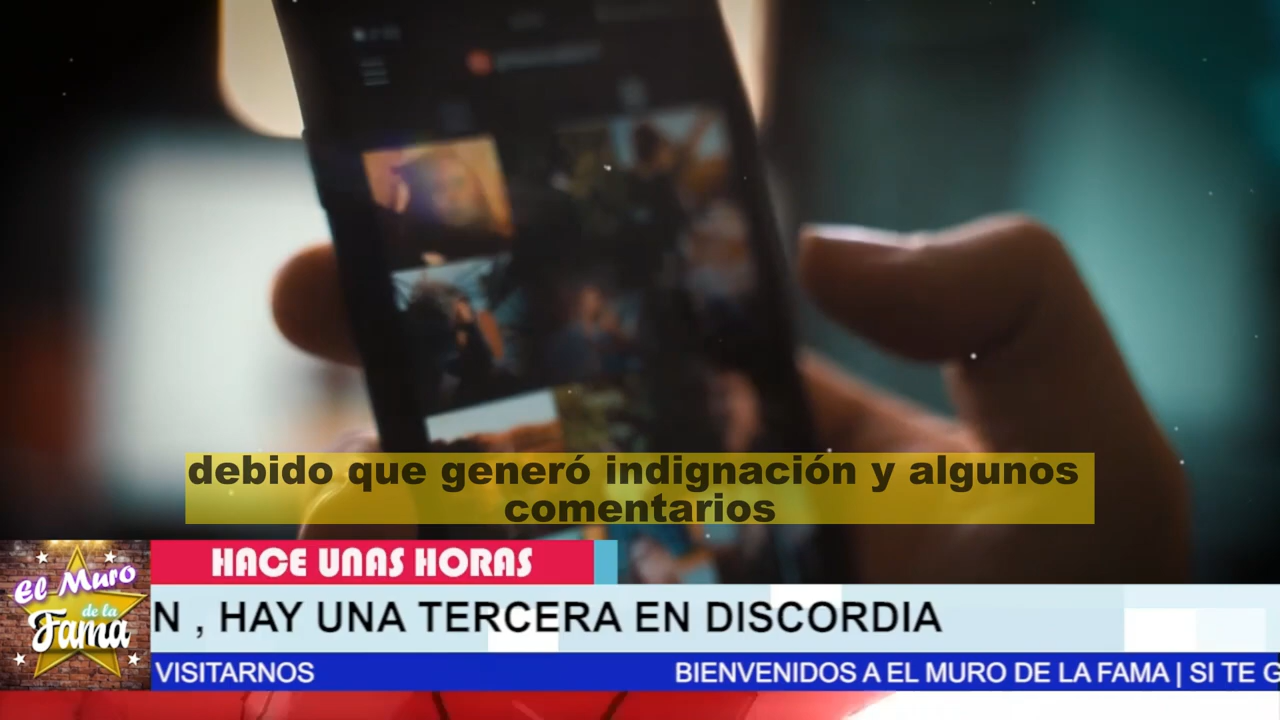 debido que generó indignación y algunos
comentarios
HACE UNAS HORAS
El Muro
de la
Fama
N , HAY UNA TERCERA EN DISCORDIA
VISITARNOS
BIENVENIDOS A EL MURO DE LA FAMA | SI TE G